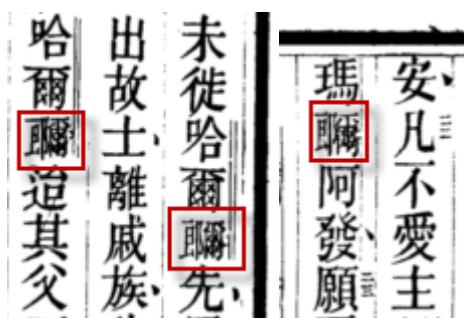 未徙哈爾先、
出故士、離戚族、
哈爾迨其父
安、凡不愛主
瑪阿發、願